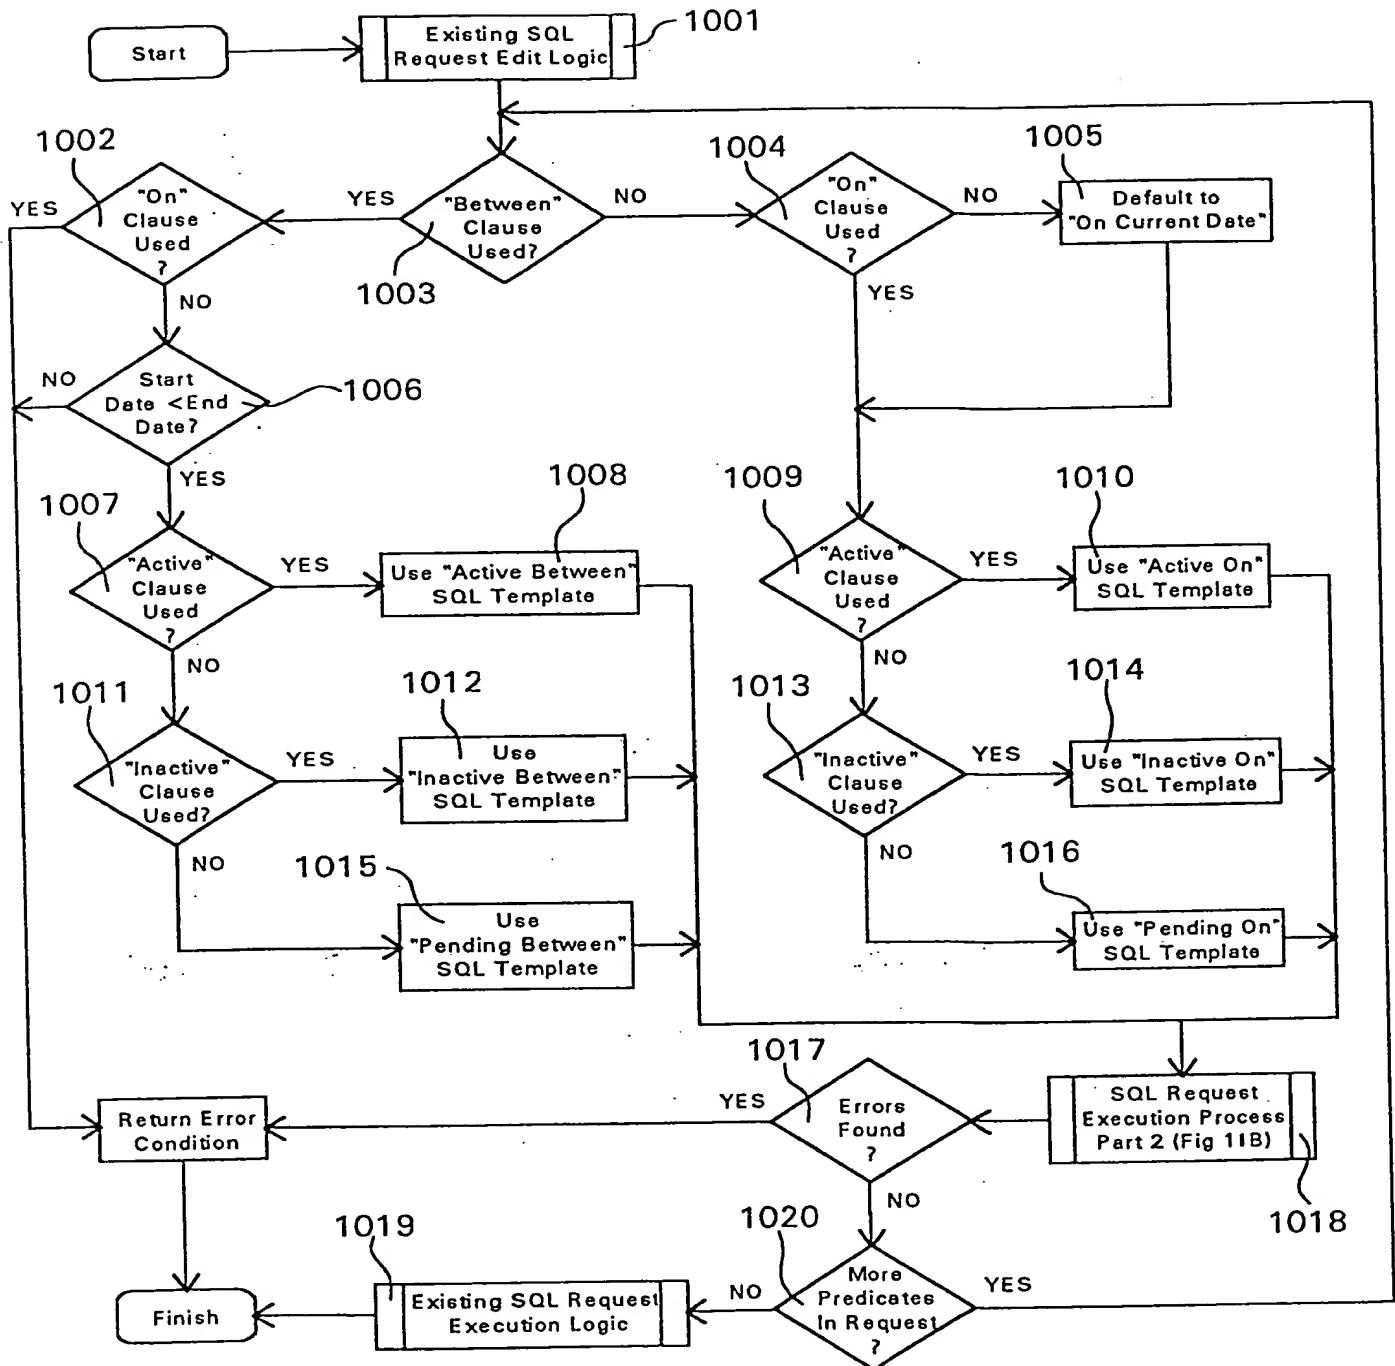 1001
Start
Existing SQL
Request Edit Logic
1002
1004
1005
YES
"On"
Clause
Used
?
YES
"Between"
Clause
Used?
NO
"On"
Clause
Used
?
NO
Default to
"On Current Date"
1003
NO
YES
NO
Start
Date <End
Date?
1006
YES
1007
1008
1009
1010
"Active"
Clause
Used
?
YES
Use "Active Between"
SQL Template
"Active"
Clause
Used
?
YES
Use "Active On"
SQL Template
NO
NO
1011
1012
1013
1014
"Inactive"
Clause
Used?
YES
Use
"Inactive Between"
SQL Template
"Inactive"
Clause
Used?
YES
Use "Inactive On"
SQL Template
NO
NO
1015
1016
Use
"Pending Between"
SQL Template
Use "Pending On"
SQL Template
1017
Return Error
Condition
YES
Errors
Found
?
SQL Request
Execution Process
Part 2 (Fig 11B)
NO
1018
1019
1020
Finish
Existing SQL Request
Execution Logic
NO
More
Predicates
In Request
?
YES